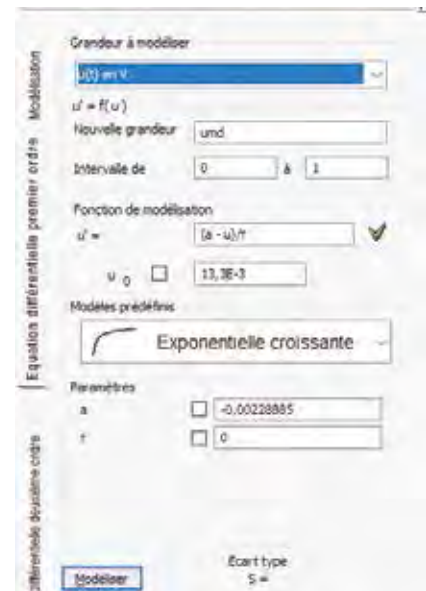 Grandeur à modéliser
u(t) en V
u' = f(u)
Nouvelle grandeur umd
Intervalle de 0 à 1
Fonction de modélisation
u' = (a - u)/τ
u 0 13,3E-3
Modèles prédéfinis
Exponentielle croissante
Paramètres
a -0,00228885
τ 0
Modéliser
Ecart type
S =
Modélisation
Equation différentielle premier ordre
différentielle deuxième ordre